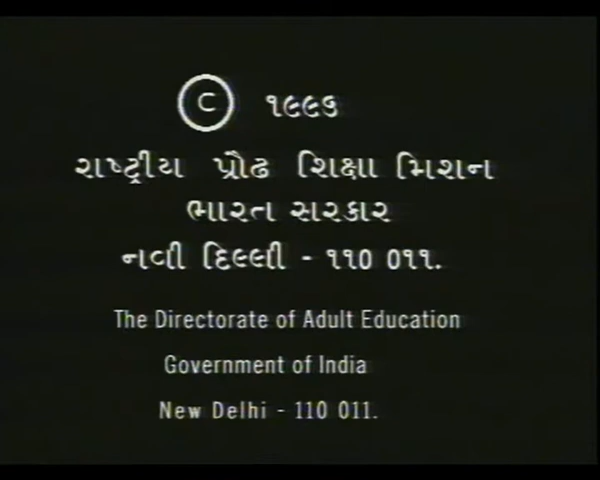 © ૧૯૯૬
રાષ્ટ્રીય પ્રૌઢ શિક્ષા મિશન
ભારત સરકાર
નવી દિલ્લી - ૧૧૦ ૦૧૧.
The Directorate of Adult Education
Government of India
New Delhi - 110 011.